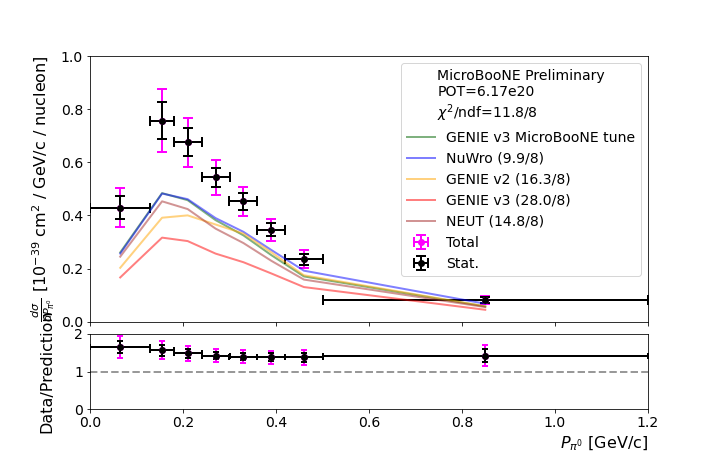 MicroBooNE Preliminary
POT=6.17e20
χ²/ndf=11.8/8
GENIE v3 MicroBooNE tune
NuWro (9.9/8)
GENIE v2 (16.3/8)
GENIE v3 (28.0/8)
NEUT (14.8/8)
Total
Stat.
1.0
0.8
0.6
0.4
0.2
0.0
dσ/dp_π⁰ [10⁻³⁹ cm² / GeV/c / nucleon]
2
1
0
Data/Prediction
0.0 0.2 0.4 0.6 0.8 1.0 1.2
P_π⁰ [GeV/c]